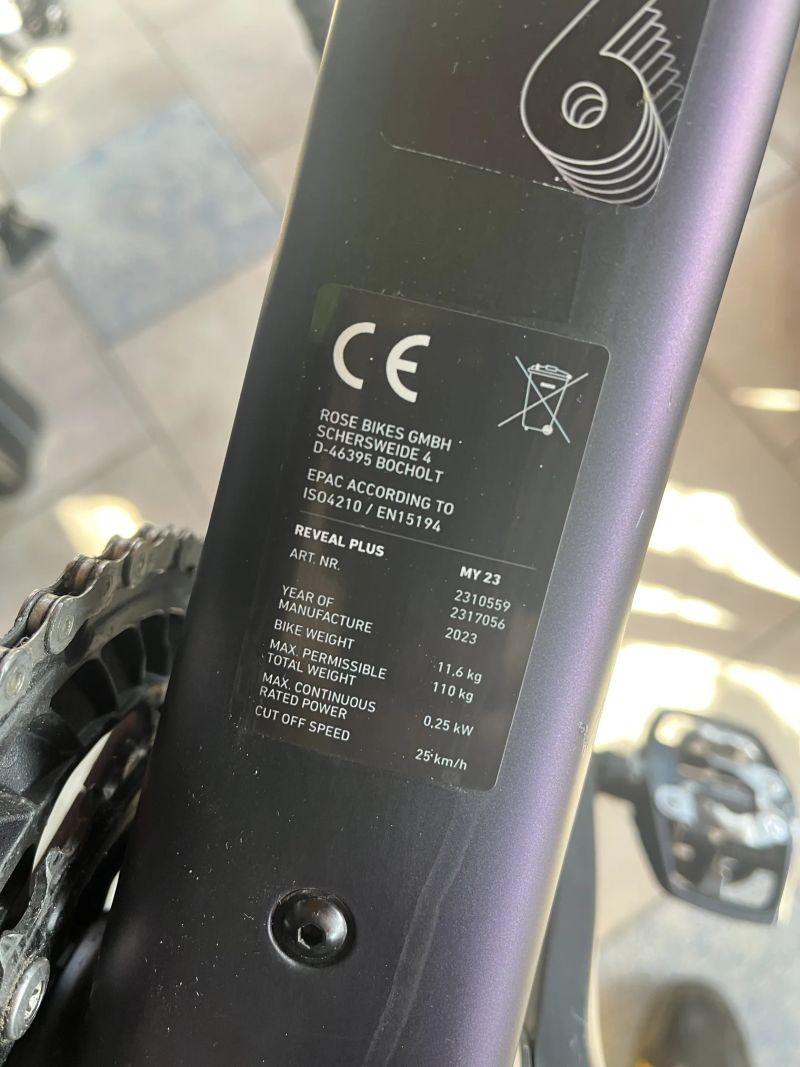 CE
ROSE BIKES GMBH
SCHERSWEIDE 4
D-46395 BOCHOLT
EPAC ACCORDING TO
ISO4210 / EN15194
REVEAL PLUS MY 23
ART. NR. 2310559
2317056
YEAR OF
MANUFACTURE 2023
BIKE WEIGHT 11,6 kg
MAX. PERMISSIBLE
TOTAL WEIGHT 110 kg
MAX. CONTINUOUS
RATED POWER 0.25 kW
CUT OFF SPEED 25 km/h